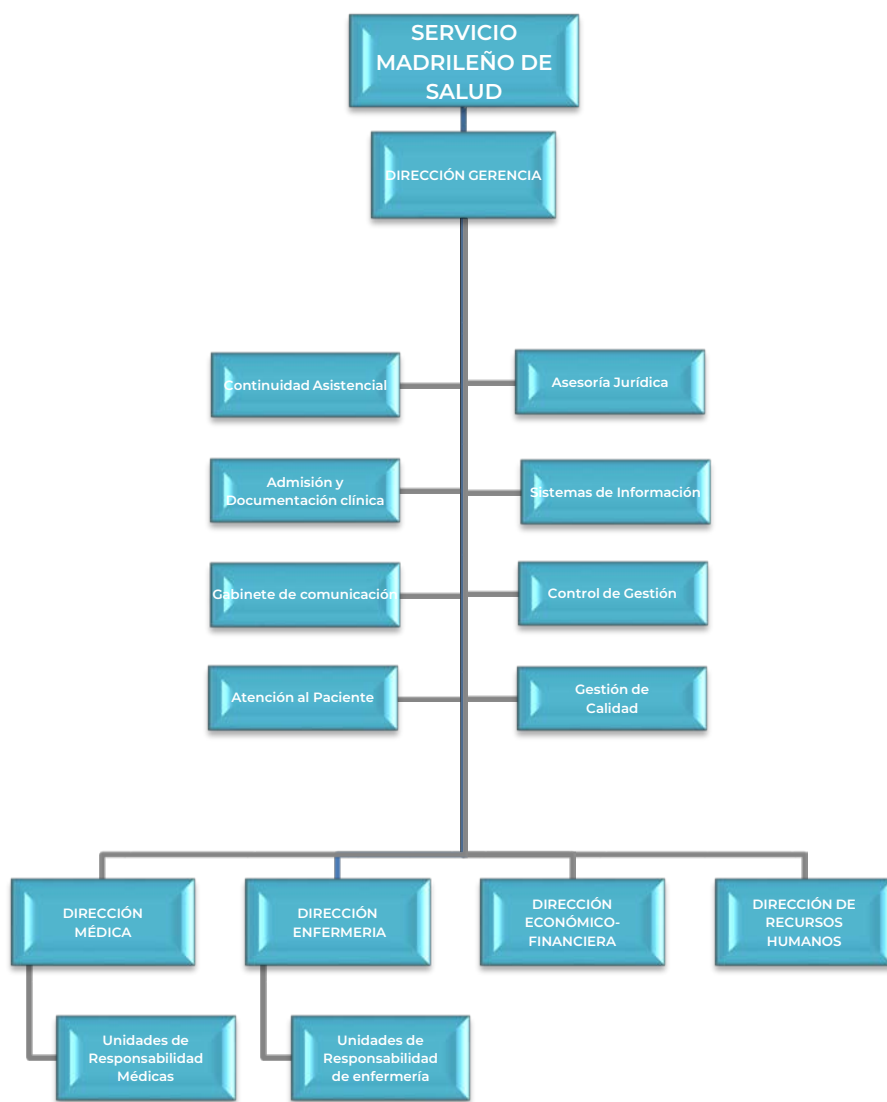 SERVICIO
MADRILEÑO DE
SALUD
DIRECCIÓN GERENCIA
Continuidad Asistencial
Asesoría Jurídica
Admisión y
Documentación clínica
Sistemas de Información
Gabinete de comunicación
Control de Gestión
Atención al Paciente
Gestión de
Calidad
DIRECCIÓN
MÉDICA
DIRECCIÓN
ENFERMERIA
DIRECCIÓN
ECONÓMICO-
FINANCIERA
DIRECCIÓN DE
RECURSOS
HUMANOS
Unidades de
Responsabilidad
Médicas
Unidades de
Responsabilidad
de enfermería